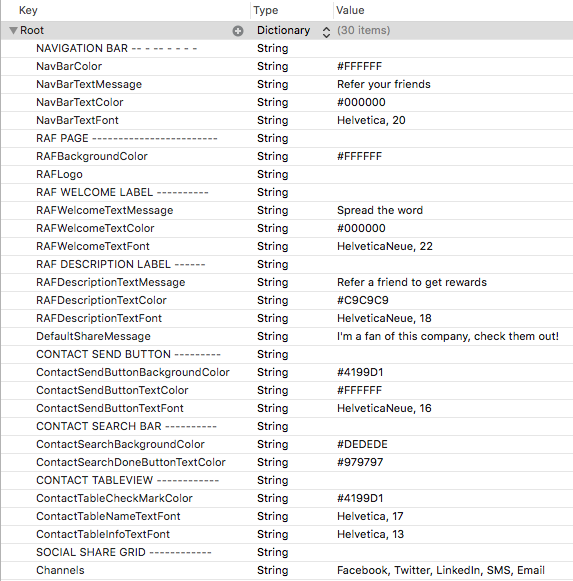 Key Type Value
Root Dictionary (30 items)
NAVIGATION BAR -- - -- - - - - String
NavBarColor String #FFFFFF
NavBarTextMessage String Refer your friends
NavBarTextColor String #000000
NavBarTextFont String Helvetica, 20
RAF PAGE ------------------------ String
RAFBackgroundColor String #FFFFFF
RAFLogo String
RAF WELCOME LABEL ---------- String
RAFWelcomeTextMessage String Spread the word
RAFWelcomeTextColor String #000000
RAFWelcomeTextFont String HelveticaNeue, 22
RAF DESCRIPTION LABEL ------ String
RAFDescriptionTextMessage String Refer a friend to get rewards
RAFDescriptionTextColor String #C9C9C9
RAFDescriptionTextFont String HelveticaNeue, 18
DefaultShareMessage String I'm a fan of this company, check them out!
CONTACT SEND BUTTON --------- String
ContactSendButtonBackgroundColor String #4199D1
ContactSendButtonTextColor String #FFFFFF
ContactSendButtonTextFont String HelveticaNeue, 16
CONTACT SEARCH BAR ---------- String
ContactSearchBackgroundColor String #DEDEDE
ContactSearchDoneButtonTextColor String #979797
CONTACT TABLEVIEW ------------ String
ContactTableCheckMarkColor String #4199D1
ContactTableNameTextFont String Helvetica, 17
ContactTableInfoTextFont String Helvetica, 13
SOCIAL SHARE GRID ------------ String
Channels String Facebook, Twitter, LinkedIn, SMS, Email